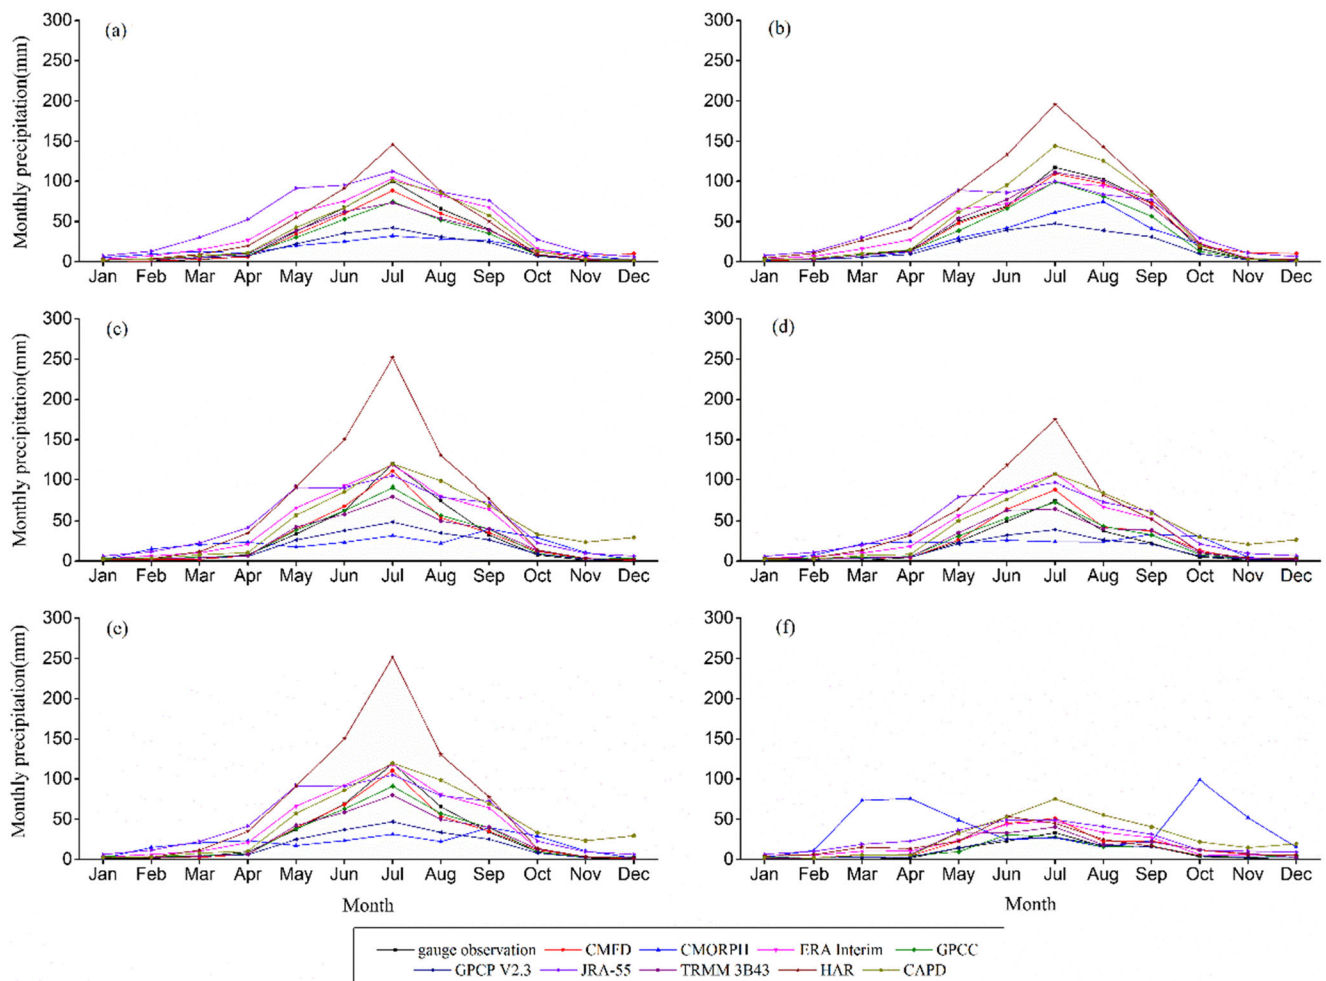 (a)
Monthly precipitation(mm)
300
250
200
150
100
50
0
Jan Feb Mar Apr May Jun Jul Aug Sep Oct Nov Dec
(b)
300
250
200
150
100
50
0
Jan Feb Mar Apr May Jun Jul Aug Sep Oct Nov Dec
(c)
Monthly precipitation(mm)
300
250
200
150
100
50
0
Jan Feb Mar Apr May Jun Jul Aug Sep Oct Nov Dec
(d)
300
250
200
150
100
50
0
Jan Feb Mar Apr May Jun Jul Aug Sep Oct Nov Dec
(e)
Monthly precipitation(mm)
300
250
200
150
100
50
0
Jan Feb Mar Apr May Jun Jul Aug Sep Oct Nov Dec
Month
(f)
300
250
200
150
100
50
0
Jan Feb Mar Apr May Jun Jul Aug Sep Oct Nov Dec
Month
gauge observation CMFD CMORPH ERA Interim GPCC
GPCP V2.3 JRA-55 TRMM 3B43 HAR CAPD